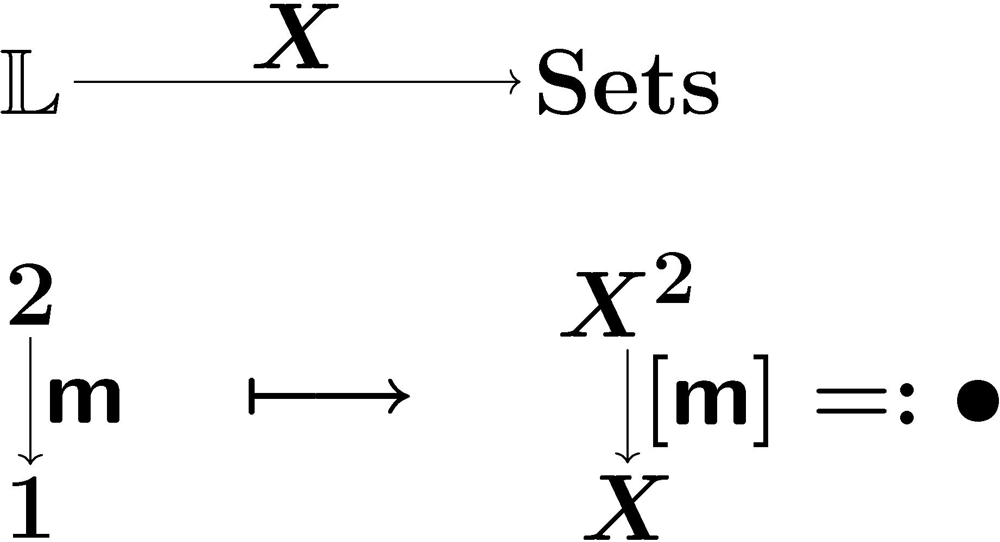 𝕃 ⟶ X Sets
2 ⟼ X²
m [m] =: •
1 X